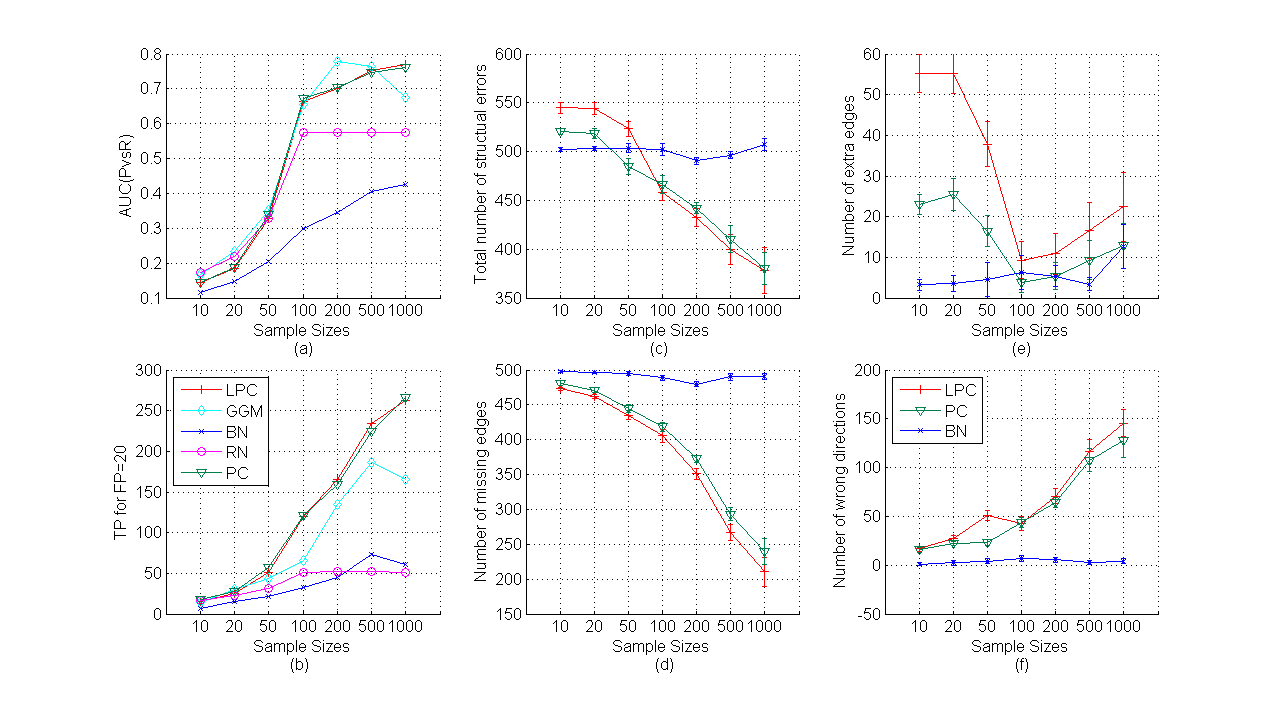 AUC(PvsR)
0.8
0.7
0.6
0.5
0.4
0.3
0.2
0.1
10 20 50 100 200 500 1000
Sample Sizes
(a)
Total number of structual errors
600
550
500
450
400
350
10 20 50 100 200 500 1000
Sample Sizes
(c)
Number of extra edges
60
50
40
30
20
10
0
10 20 50 100 200 500 1000
Sample Sizes
(e)
TP for FP=20
300
250
200
150
100
50
0
LPC
GGM
BN
RN
PC
10 20 50 100 200 500 1000
Sample Sizes
(b)
Number of missing edges
500
450
400
350
300
250
200
150
10 20 50 100 200 500 1000
Sample Sizes
(d)
Number of wrong directions
200
150
100
50
0
-50
LPC
PC
BN
10 20 50 100 200 500 1000
Sample Sizes
(f)